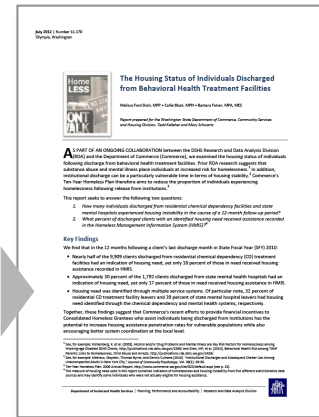 July 2012 | Number 11.178
Olympia, Washington
Home
LESS
DONT
TALK
The Housing Status of Individuals Discharged
from Behavioral Health Treatment Facilities
Melissa Ford Shah, MPP • Callie Black, MPH • Barbara Felver, MPA, MES
Report prepared for the Washington State Department of Commerce, Community Services
and Housing Division, Tedd Kelleher and Mary Schwartz
AS PART OF AN ONGOING COLLABORATION between the DSHS Research and Data Analysis Division
(RDA) and the Department of Commerce (Commerce), we examined the housing status of individuals
following discharge from behavioral health treatment facilities. Prior RDA research suggests that
substance abuse and mental illness place individuals at increased risk for homelessness.1 In addition,
institutional discharge can be a particularly vulnerable time in terms of housing stability.2 Commerce's
Ten-Year Homeless Plan therefore aims to reduce the proportion of individuals experiencing
homelessness following release from institutions.3
This report seeks to answer the following two questions:
1. How many individuals discharged from residential chemical dependency facilities and state
mental hospitals experienced housing instability in the course of a 12-month follow-up period?
2. What percent of discharged clients with an identified housing need received assistance recorded
in the Homeless Management Information System (HMIS)?4
Key Findings
We find that in the 12 months following a client's last discharge month in State Fiscal Year (SFY) 2010:
• Nearly half of the 9,909 clients discharged from residential chemical dependency (CD) treatment
facilities had an indication of housing need, yet only 18 percent of those in need received housing
assistance recorded in HMIS.
• Approximately 30 percent of the 1,792 clients discharged from state mental health hospitals had an
indication of housing need, yet only 17 percent of those in need received housing assistance in HMIS.
• Housing need was identified through multiple service systems. Of particular note, 32 percent of
residential CD treatment facility leavers and 39 percent of state mental hospital leavers had housing
need identified through the chemical dependency and mental health systems, respectively.
Together, these findings suggest that Commerce's recent efforts to provide financial incentives to
Consolidated Homeless Grantees who assist individuals being discharged from institutions has the
potential to increase housing assistance penetration rates for vulnerable populations while also
encouraging better system coordination at the local level.
Department of Social and Health Services | Planning, Performance and Accountability | Research and Data Analysis Division